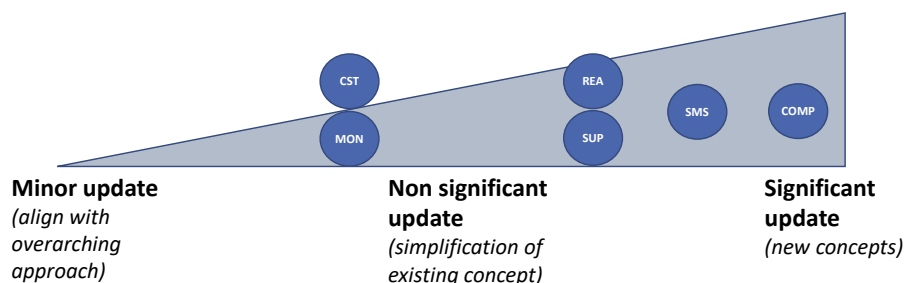 CST
REA
SMS
COMP
MON
SUP
Minor update
(align with
overarching
approach)
Non significant
update
(simplification of
existing concept)
Significant
update
(new concepts)